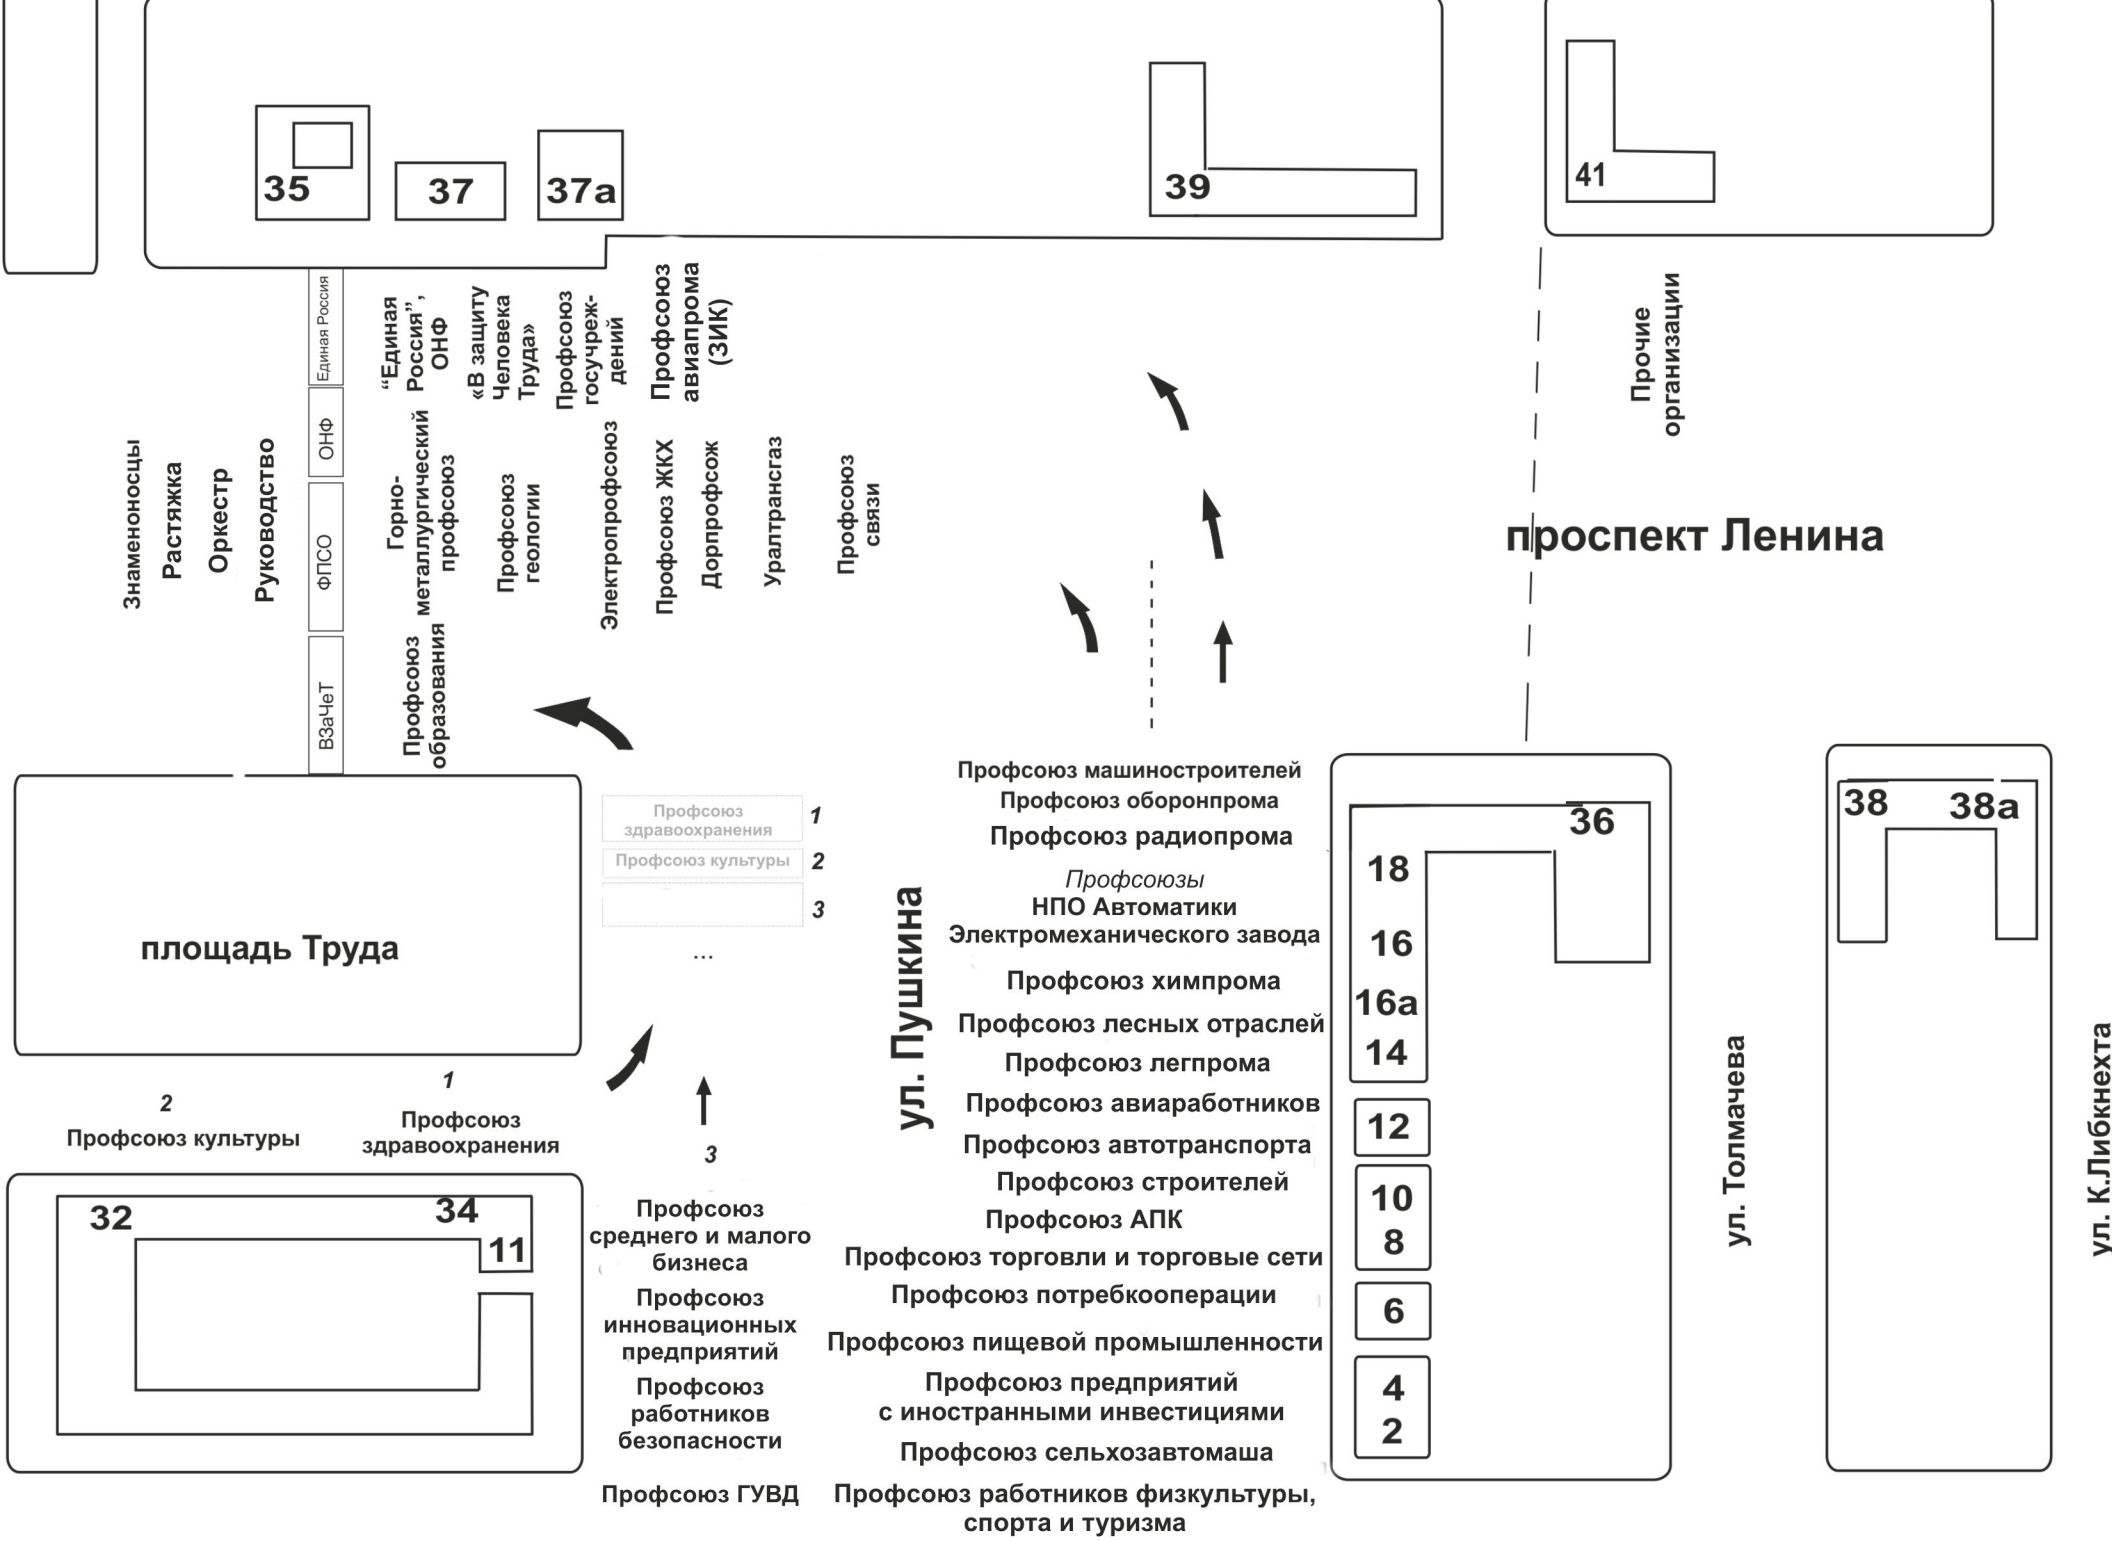 35
37
37а
39
41
Единая Россия
ОНФ
ФПСО
ВЗаЧеТ
Знаменосцы
Растяжка
Оркестр
Руководство
“Единая
Россия”,
ОНФ
«В защиту
Человека
Труда»
Профсоюз
госучреж-
дений
Профсоюз
авиапрома
(ЗИК)
Горно-
металлургический
профсоюз
Профсоюз
геологии
Электропрофсоюз
Профсоюз ЖКХ
Дорпрофсож
Уралтрансгаз
Профсоюз
связи
Профсоюз
образования
Прочие
организации
проспект Ленина
площадь Труда
Профсоюз
здравоохранения
1
Профсоюз культуры
2
3
...
2
Профсоюз культуры
1
Профсоюз
здравоохранения
3
32
34
11
Профсоюз
среднего и малого
бизнеса
Профсоюз
инновационных
предприятий
Профсоюз
работников
безопасности
Профсоюз ГУВД
ул. Пушкина
Профсоюз машиностроителей
Профсоюз оборонпрома
Профсоюз радиопрома
Профсоюзы
НПО Автоматики
Электромеханического завода
Профсоюз химпрома
Профсоюз лесных отраслей
Профсоюз легпрома
Профсоюз авиаработников
Профсоюз автотранспорта
Профсоюз строителей
Профсоюз АПК
Профсоюз торговли и торговые сети
Профсоюз потребкооперации
Профсоюз пищевой промышленности
Профсоюз предприятий
с иностранными инвестициями
Профсоюз сельхозавтомаша
Профсоюз работников физкультуры,
спорта и туризма
36
18
16
16а
14
12
10
8
6
4
2
ул. Толмачева
38
38а
ул. К.Либкнехта